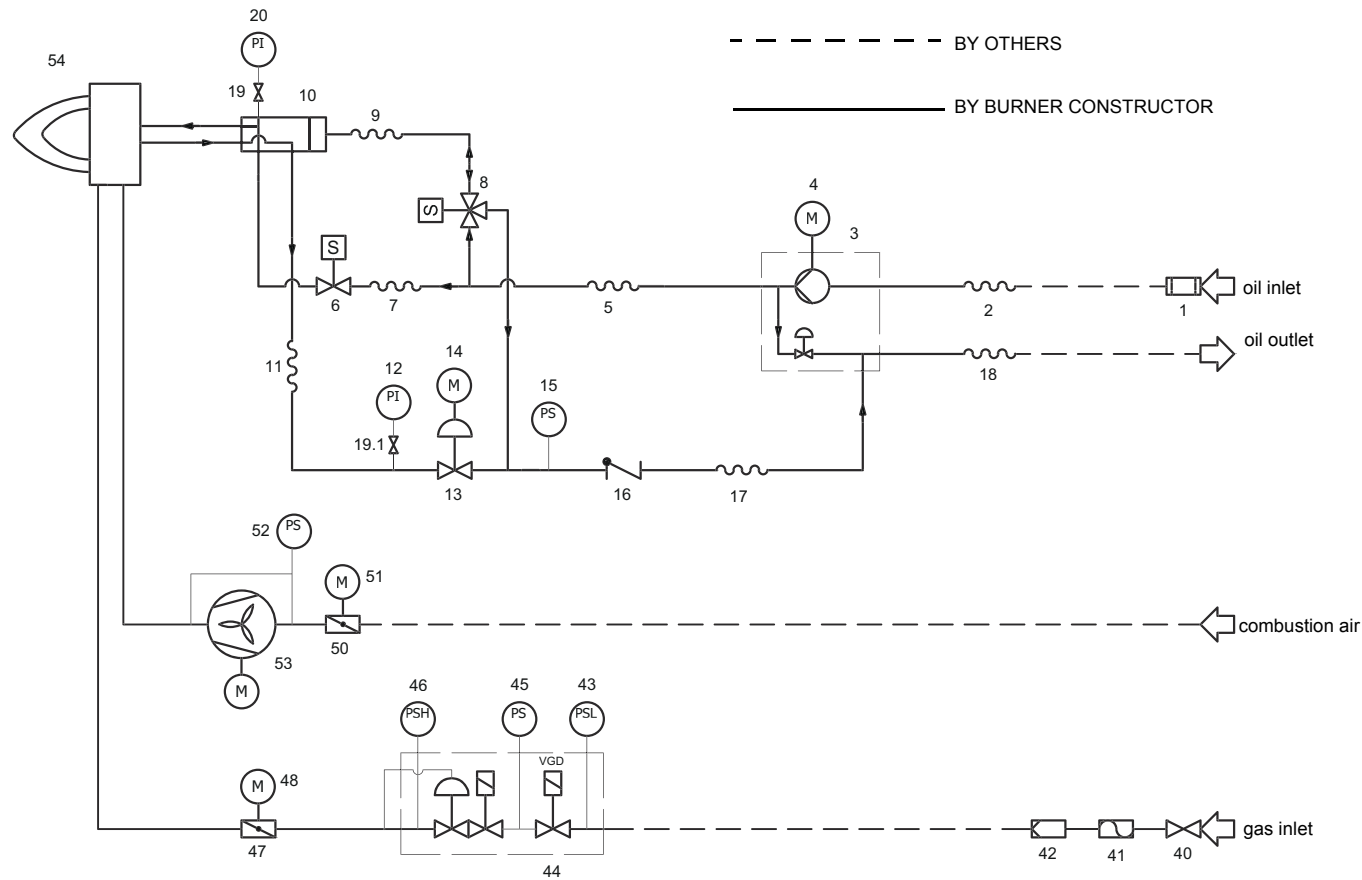 20
PI
BY OTHERS
54
19
10
9
BY BURNER CONSTRUCTOR
8
S
4
M
3
S
6
7
5
2
1
oil inlet
oil outlet
18
11
14
12
M
PI
15
PS
19.1
13
16
17
52
PS
51
M
50
combustion air
53
M
46
45
43
PSH
PS
PSL
VGD
48
M
47
44
42
41
40
gas inlet